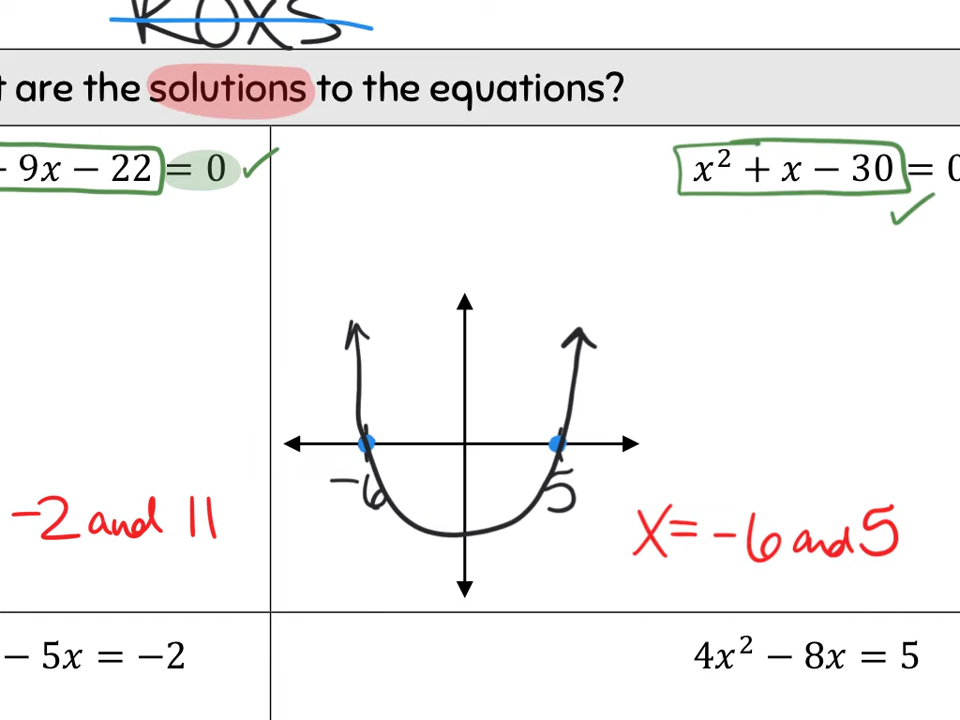 ROXS
are the solutions to the equations?
9x − 22 = 0 ✓
x² + x − 30 = 0
✓
−6
5
−2 and 11
x = −6 and 5
− 5x = −2
4x² − 8x = 5